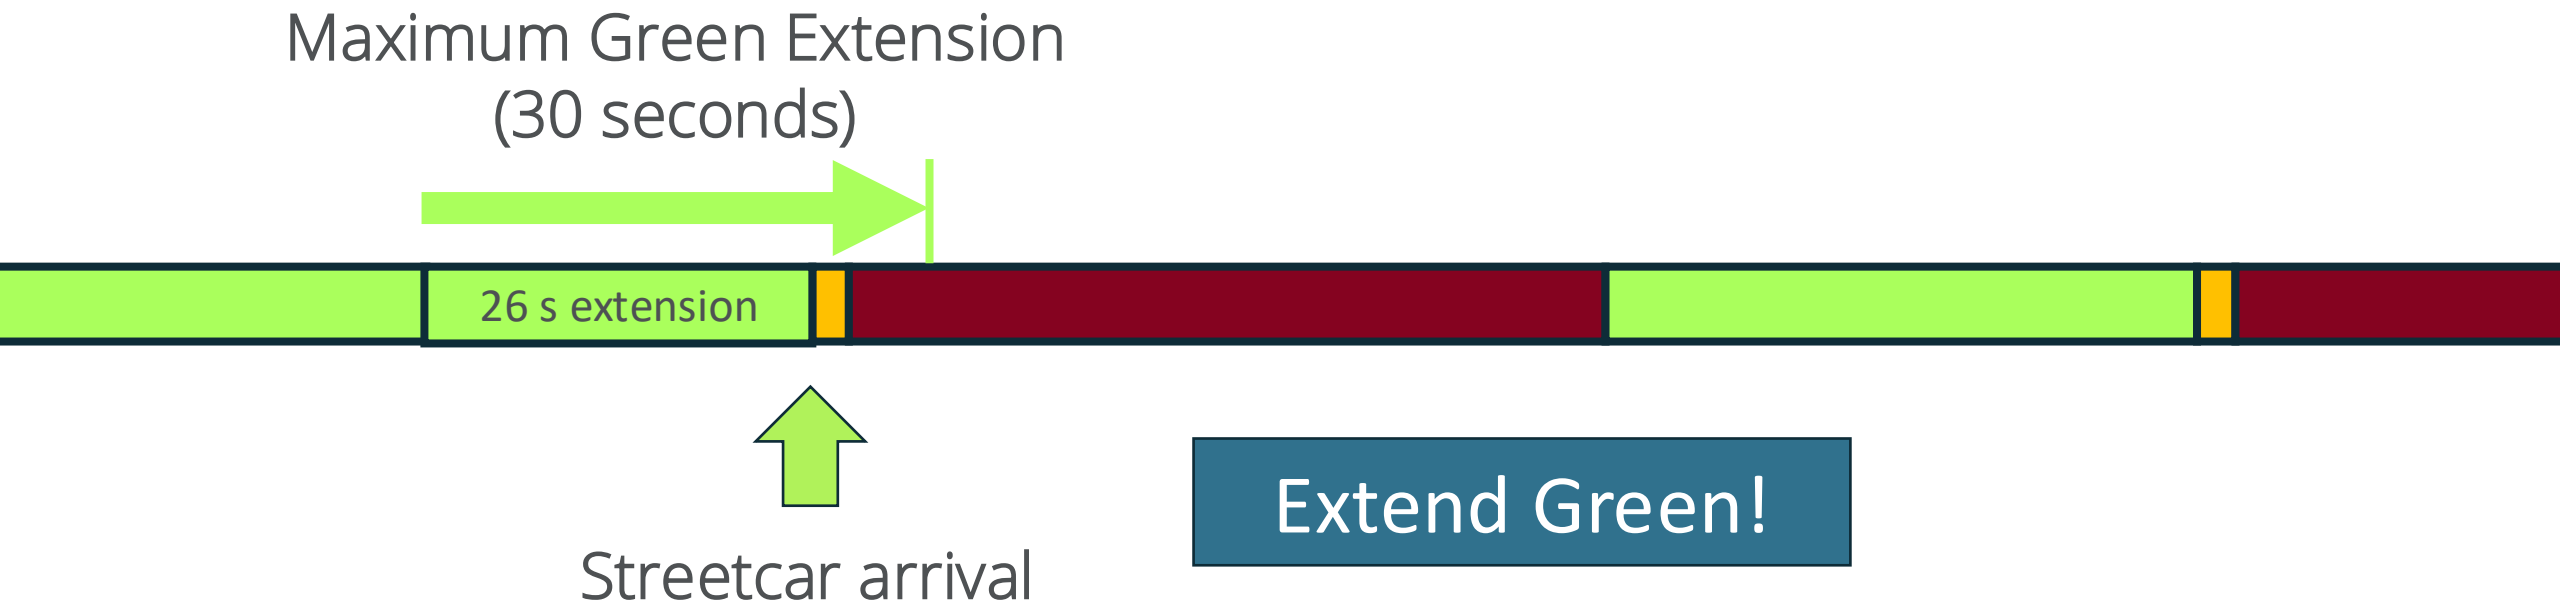 Maximum Green Extension
(30 seconds)
26 s extension
Extend Green!
Streetcar arrival